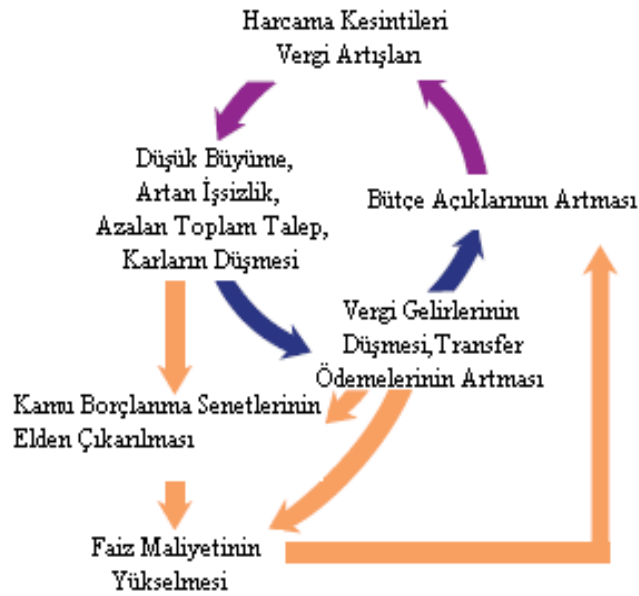 Harcama Kesintileri
Vergi Artışları
Düşük Büyüme,
Artan İşsizlik,
Azalan Toplam Talep,
Karların Düşmesi
Bütçe Açıklarının Artması
Vergi Gelirlerinin
Düşmesi,Transfer
Ödemelerinin Artması
Kamu Borçlanma Senetlerinin
Elden Çıkarılması
Faiz Maliyetinin
Yükselmesi